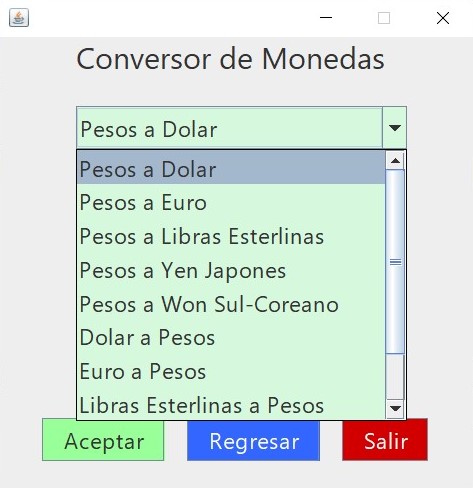 Conversor de Monedas
Pesos a Dolar
Pesos a Dolar
Pesos a Euro
Pesos a Libras Esterlinas
Pesos a Yen Japones
Pesos a Won Sul-Coreano
Dolar a Pesos
Euro a Pesos
Libras Esterlinas a Pesos
Aceptar Regresar Salir